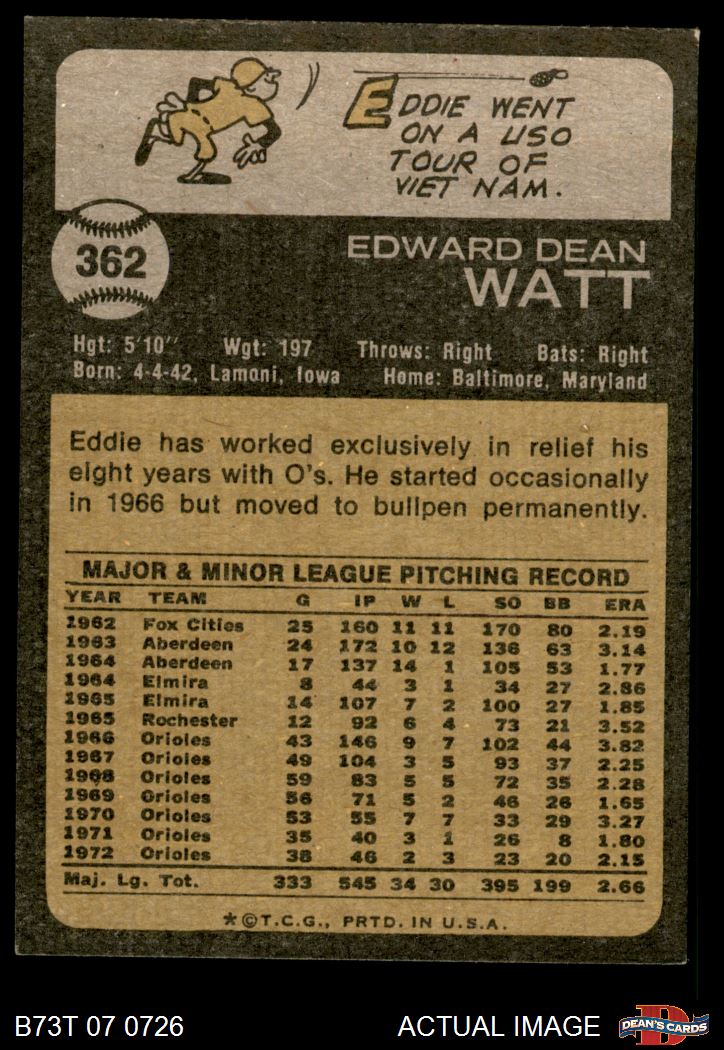 EDDIE WENT
ON A USO
TOUR OF
VIET NAM.
362
EDWARD DEAN
WATT
Hgt: 5'10" Wgt: 197 Throws: Right Bats: Right
Born: 4-4-42, Lamoni, Iowa Home: Baltimore, Maryland
Eddie has worked exclusively in relief his
eight years with O's. He started occasionally
in 1966 but moved to bullpen permanently.
MAJOR & MINOR LEAGUE PITCHING RECORD
YEAR TEAM G IP W L SO BB ERA
1962 Fox Cities 25 160 11 11 170 80 2.19
1963 Aberdeen 24 172 10 12 136 63 3.14
1964 Aberdeen 17 137 14 1 105 53 1.77
1964 Elmira 8 44 3 1 34 27 2.86
1965 Elmira 14 107 7 2 100 27 1.85
1965 Rochester 12 92 6 4 73 21 3.52
1966 Orioles 43 146 9 7 102 44 3.82
1967 Orioles 49 104 3 5 93 37 2.25
1968 Orioles 59 83 5 5 72 35 2.28
1969 Orioles 56 71 5 2 46 26 1.65
1970 Orioles 53 55 7 7 33 29 3.27
1971 Orioles 35 40 3 1 26 8 1.80
1972 Orioles 38 46 2 3 23 20 2.15
Maj. Lg. Tot. 333 545 34 30 395 199 2.66
*©T.C.G., PRTD. IN U.S.A.
B73T 07 0726 ACTUAL IMAGE D DEAN'S CARDS